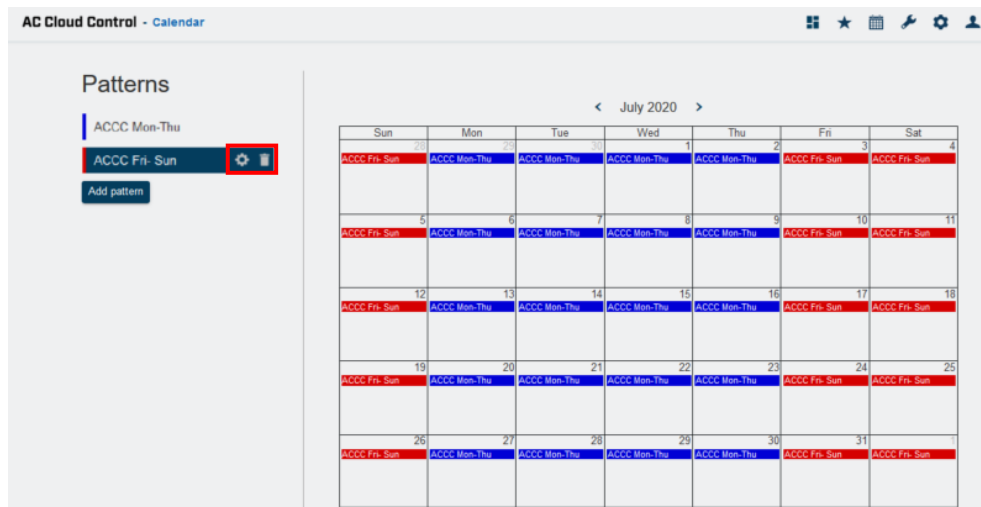 AC Cloud Control - Calendar
Patterns
ACCC Mon-Thu
ACCC Fri- Sun
Add pattern
< July 2020 >
Sun Mon Tue Wed Thu Fri Sat
28 29 30 1 2 3 4
ACCC Fri- Sun ACCC Mon-Thu ACCC Mon-Thu ACCC Mon-Thu ACCC Mon-Thu ACCC Fri- Sun ACCC Fri- Sun
5 6 7 8 9 10 11
ACCC Fri- Sun ACCC Mon-Thu ACCC Mon-Thu ACCC Mon-Thu ACCC Mon-Thu ACCC Fri- Sun ACCC Fri- Sun
12 13 14 15 16 17 18
ACCC Fri- Sun ACCC Mon-Thu ACCC Mon-Thu ACCC Mon-Thu ACCC Mon-Thu ACCC Fri- Sun ACCC Fri- Sun
19 20 21 22 23 24 25
ACCC Fri- Sun ACCC Mon-Thu ACCC Mon-Thu ACCC Mon-Thu ACCC Mon-Thu ACCC Fri- Sun ACCC Fri- Sun
26 27 28 29 30 31 1
ACCC Fri- Sun ACCC Mon-Thu ACCC Mon-Thu ACCC Mon-Thu ACCC Mon-Thu ACCC Fri- Sun ACCC Fri- Sun